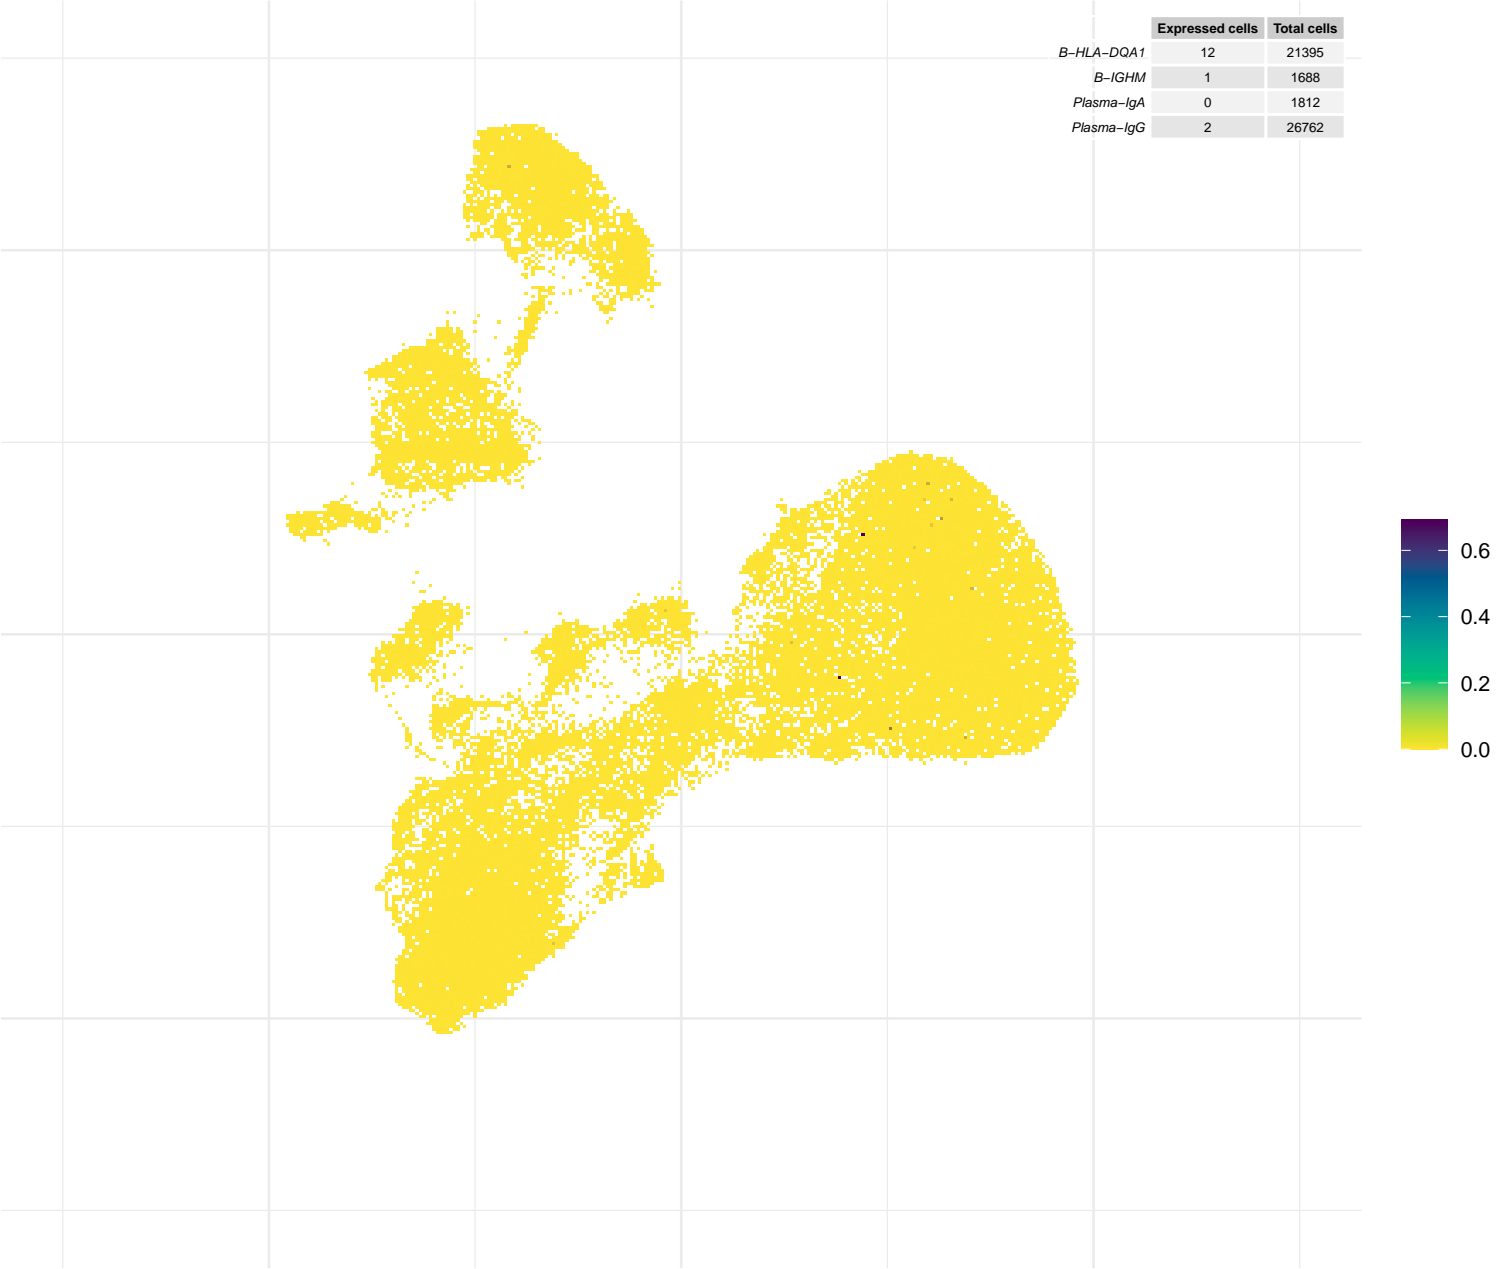 Expressed cells Total cells
B−HLA−DQA1 12 21395
B−IGHM 1 1688
Plasma−IgA 0 1812
Plasma−IgG 2 26762
0.6
0.4
0.2
0.0